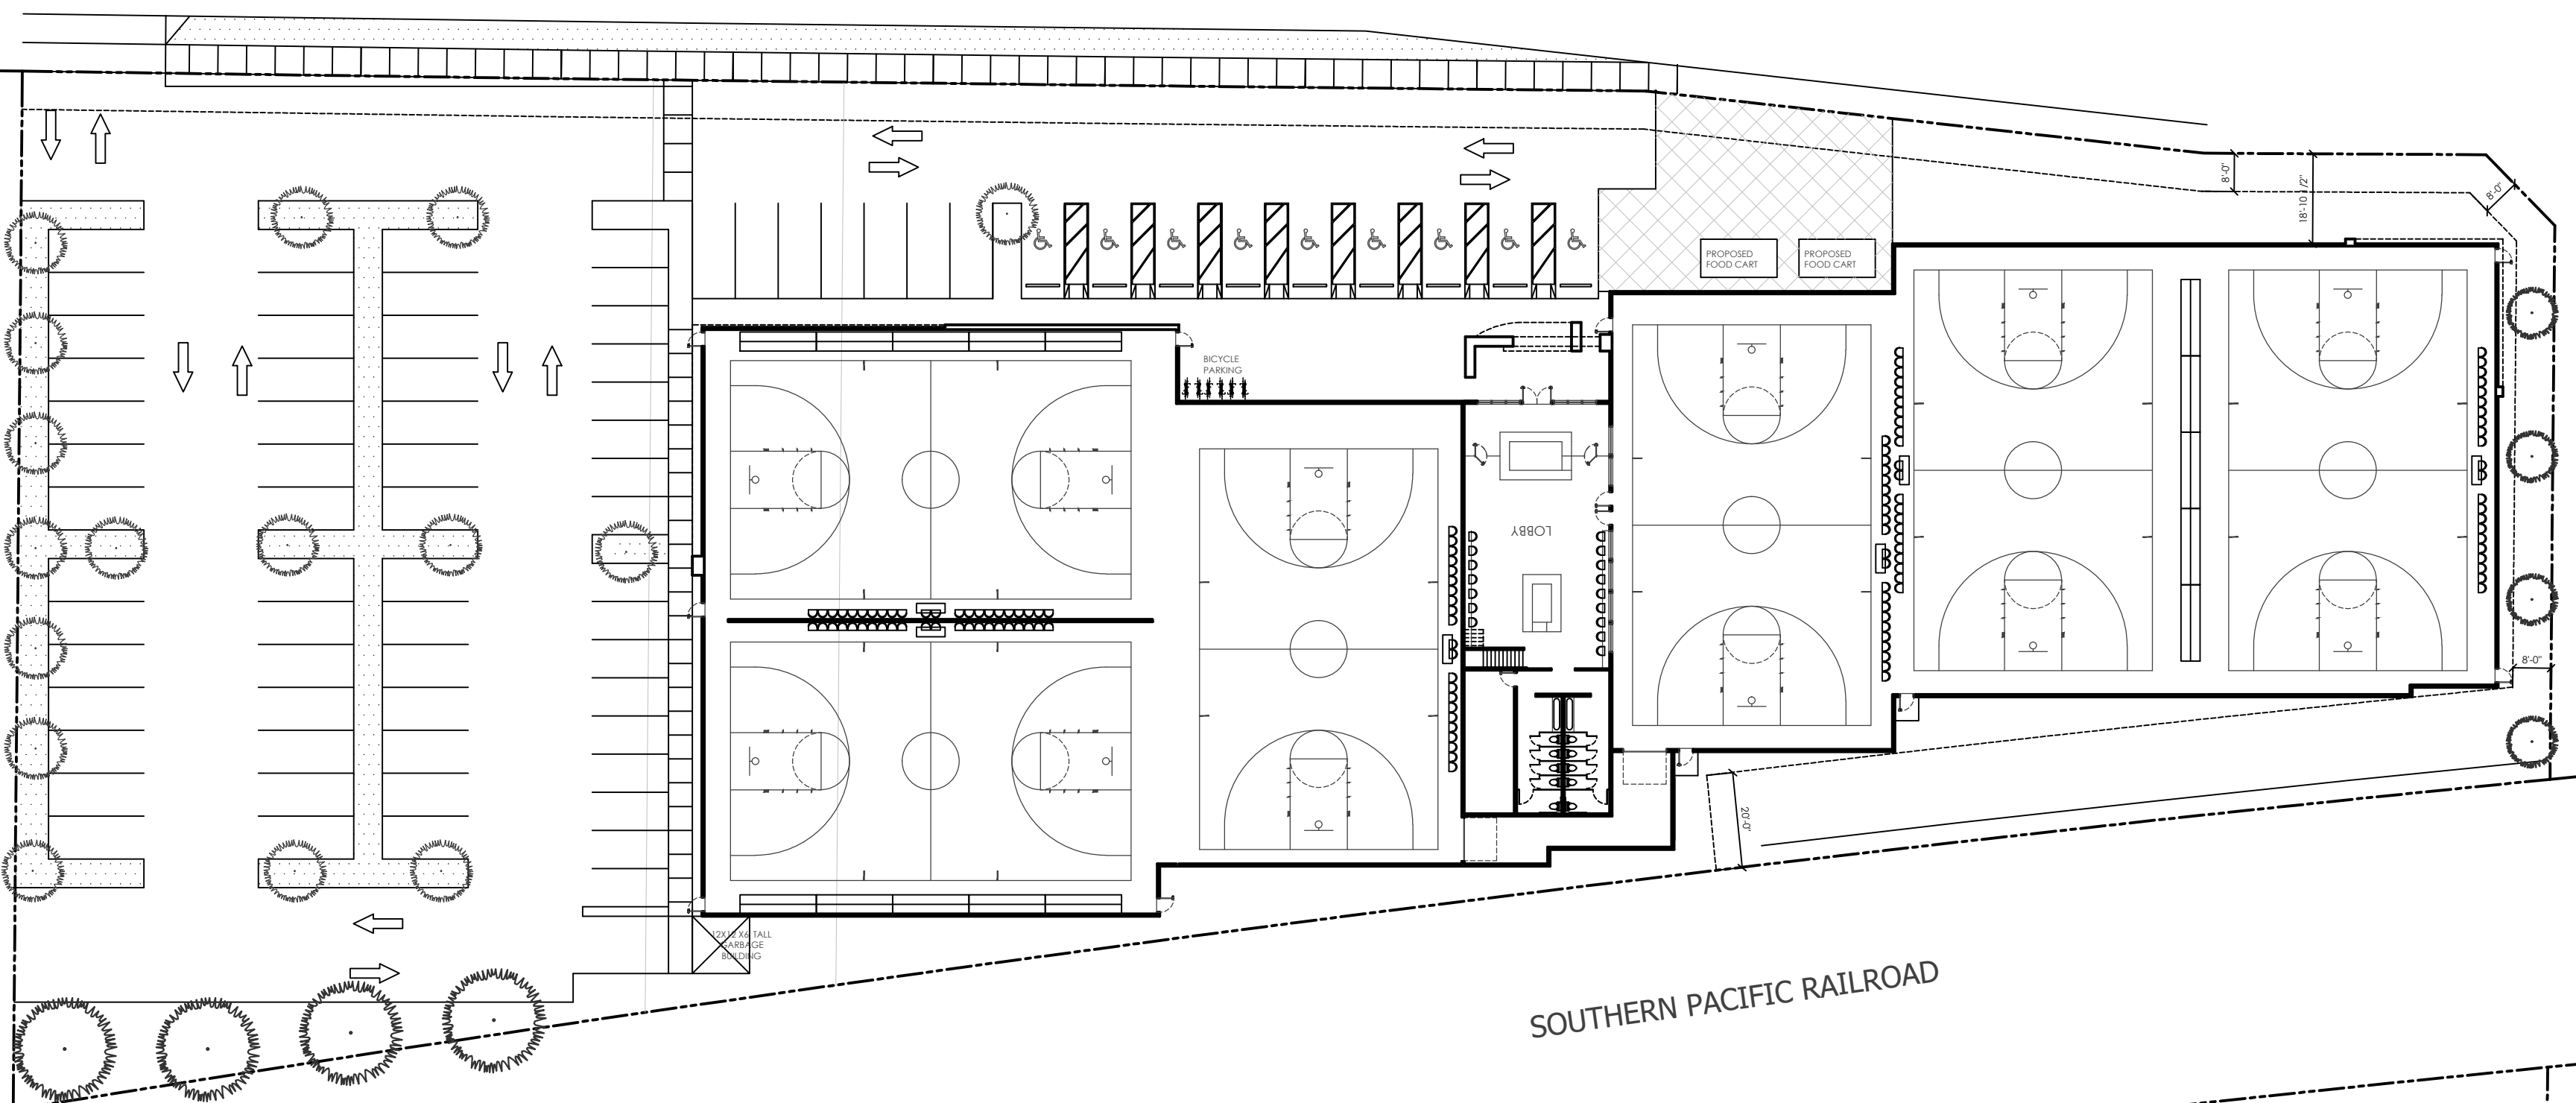 8'-0"
18'-10 1/2"
8'-0"
PROPOSED
FOOD CART
PROPOSED
FOOD CART
BICYCLE
PARKING
LOBBY
8'-0"
20'-0"
12X12 X6' TALL
GARBAGE
BUILDING
SOUTHERN PACIFIC RAILROAD